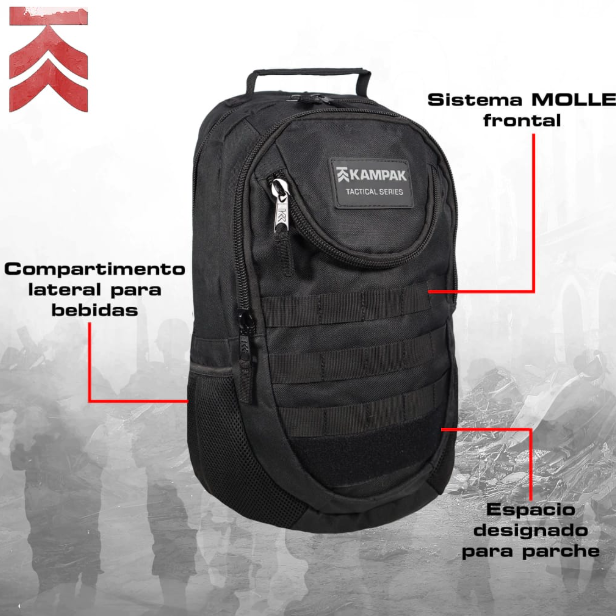 Sistema MOLLE
frontal
KAMPAK
TACTICAL SERIES
Compartimento
lateral para
bebidas
Espacio
designado
para parche